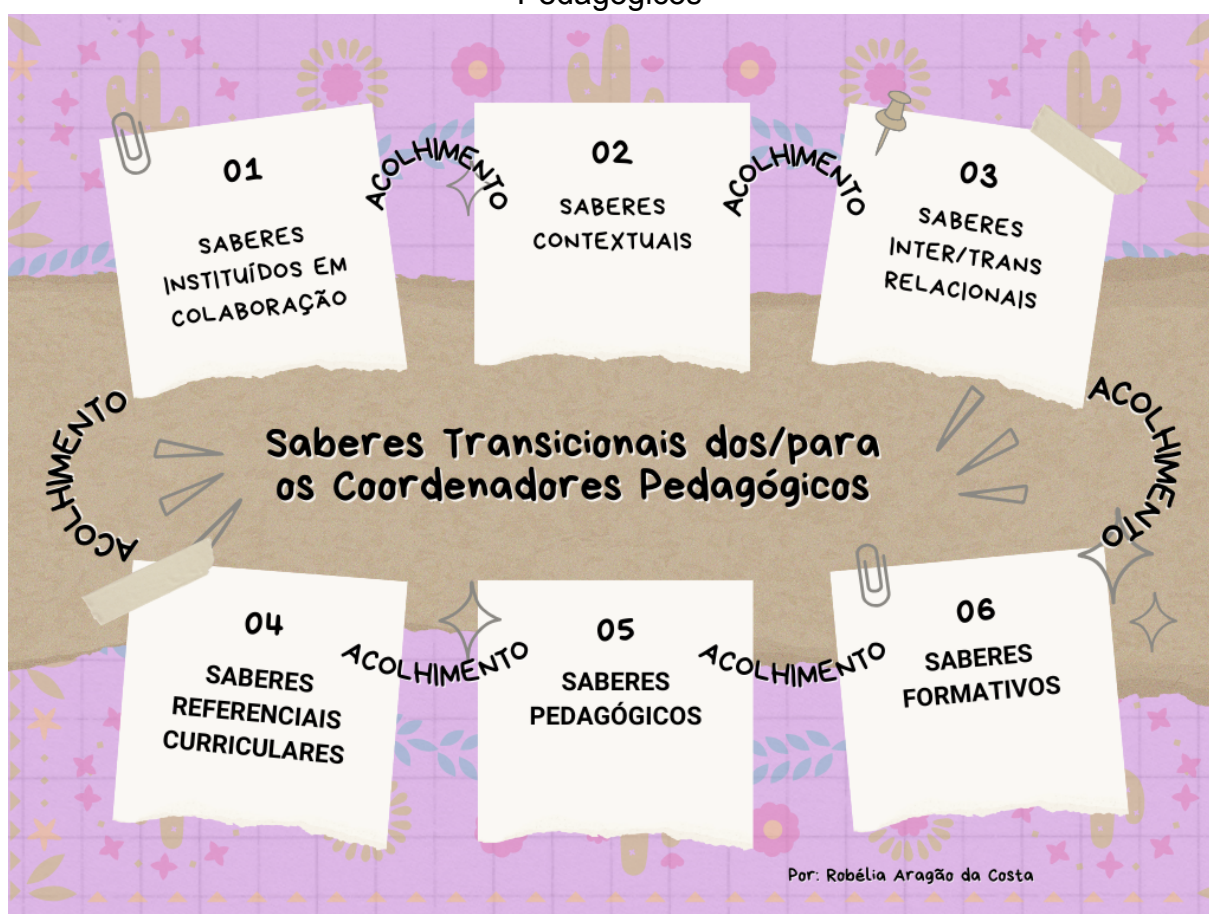 Pedagógicos
01
SABERES
INSTITUÍDOS EM
COLABORAÇÃO
ACOLHIMENTO
02
SABERES
CONTEXTUAIS
ACOLHIMENTO
03
SABERES
INTER/TRANS
RELACIONAIS
ACOLHIMENTO
ACOLHIMENTO
Saberes Transicionais dos/para
os Coordenadores Pedagógicos
04
SABERES
REFERENCIAIS
CURRICULARES
ACOLHIMENTO
05
SABERES
PEDAGÓGICOS
ACOLHIMENTO
06
SABERES
FORMATIVOS
Por: Robélia Aragão da Costa